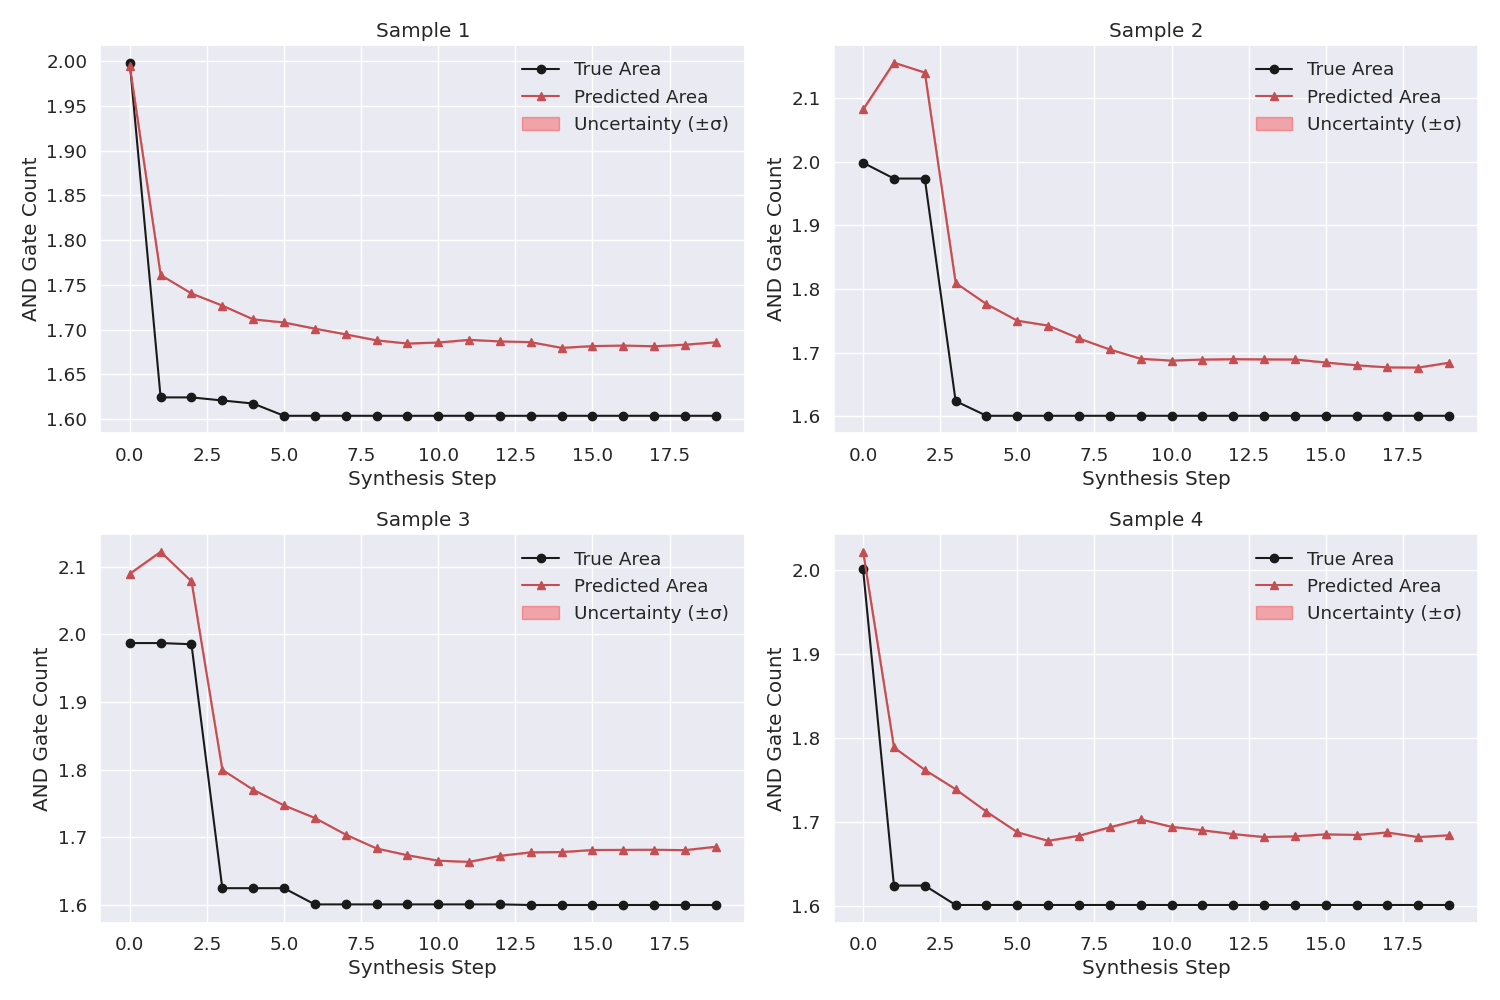 Sample 1
AND Gate Count
2.00
1.95
1.90
1.85
1.80
1.75
1.70
1.65
1.60
True Area
Predicted Area
Uncertainty (±σ)
0.0 2.5 5.0 7.5 10.0 12.5 15.0 17.5
Synthesis Step
Sample 2
AND Gate Count
2.1
2.0
1.9
1.8
1.7
1.6
True Area
Predicted Area
Uncertainty (±σ)
0.0 2.5 5.0 7.5 10.0 12.5 15.0 17.5
Synthesis Step
Sample 3
AND Gate Count
2.1
2.0
1.9
1.8
1.7
1.6
True Area
Predicted Area
Uncertainty (±σ)
0.0 2.5 5.0 7.5 10.0 12.5 15.0 17.5
Synthesis Step
Sample 4
AND Gate Count
2.0
1.9
1.8
1.7
1.6
True Area
Predicted Area
Uncertainty (±σ)
0.0 2.5 5.0 7.5 10.0 12.5 15.0 17.5
Synthesis Step